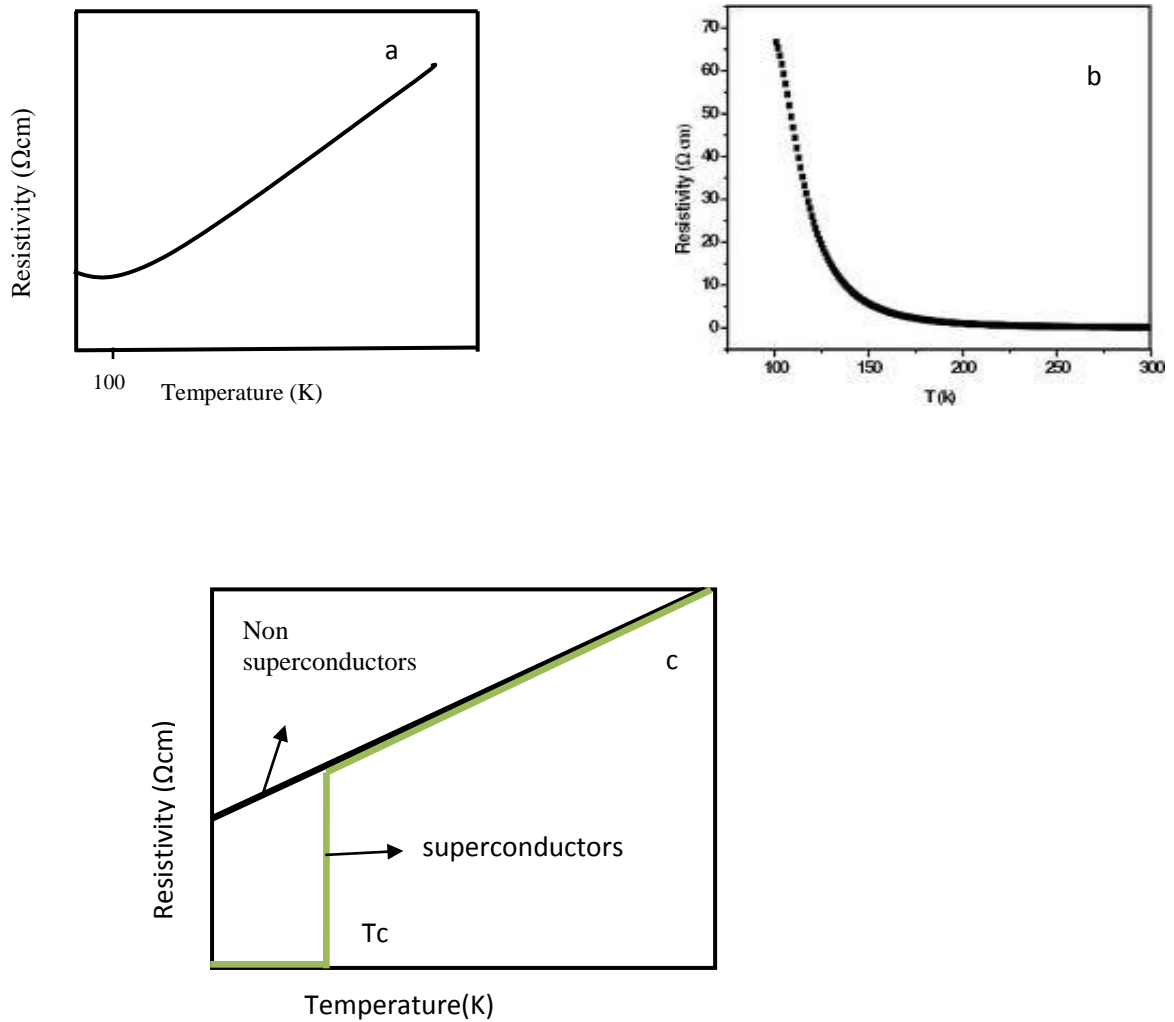 a
Resistivity (Ωcm)
100
Temperature (K)
b
Resistivity (Ω cm)
70
60
50
40
30
20
10
0
100 150 200 250 300
T (k)
Non
superconductors
c
Resistivity (Ωcm)
superconductors
Tc
Temperature(K)